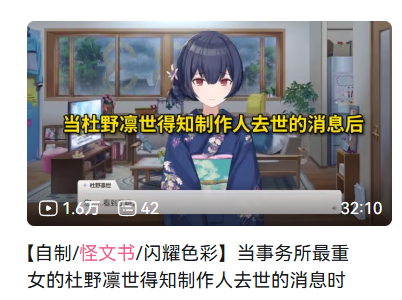 当杜野凛世得知制作人去世的消息后
杜野凛世
1.6万
42
32:10
【自制/怪文书/闪耀色彩】当事务所最重
女的杜野凛世得知制作人去世的消息时